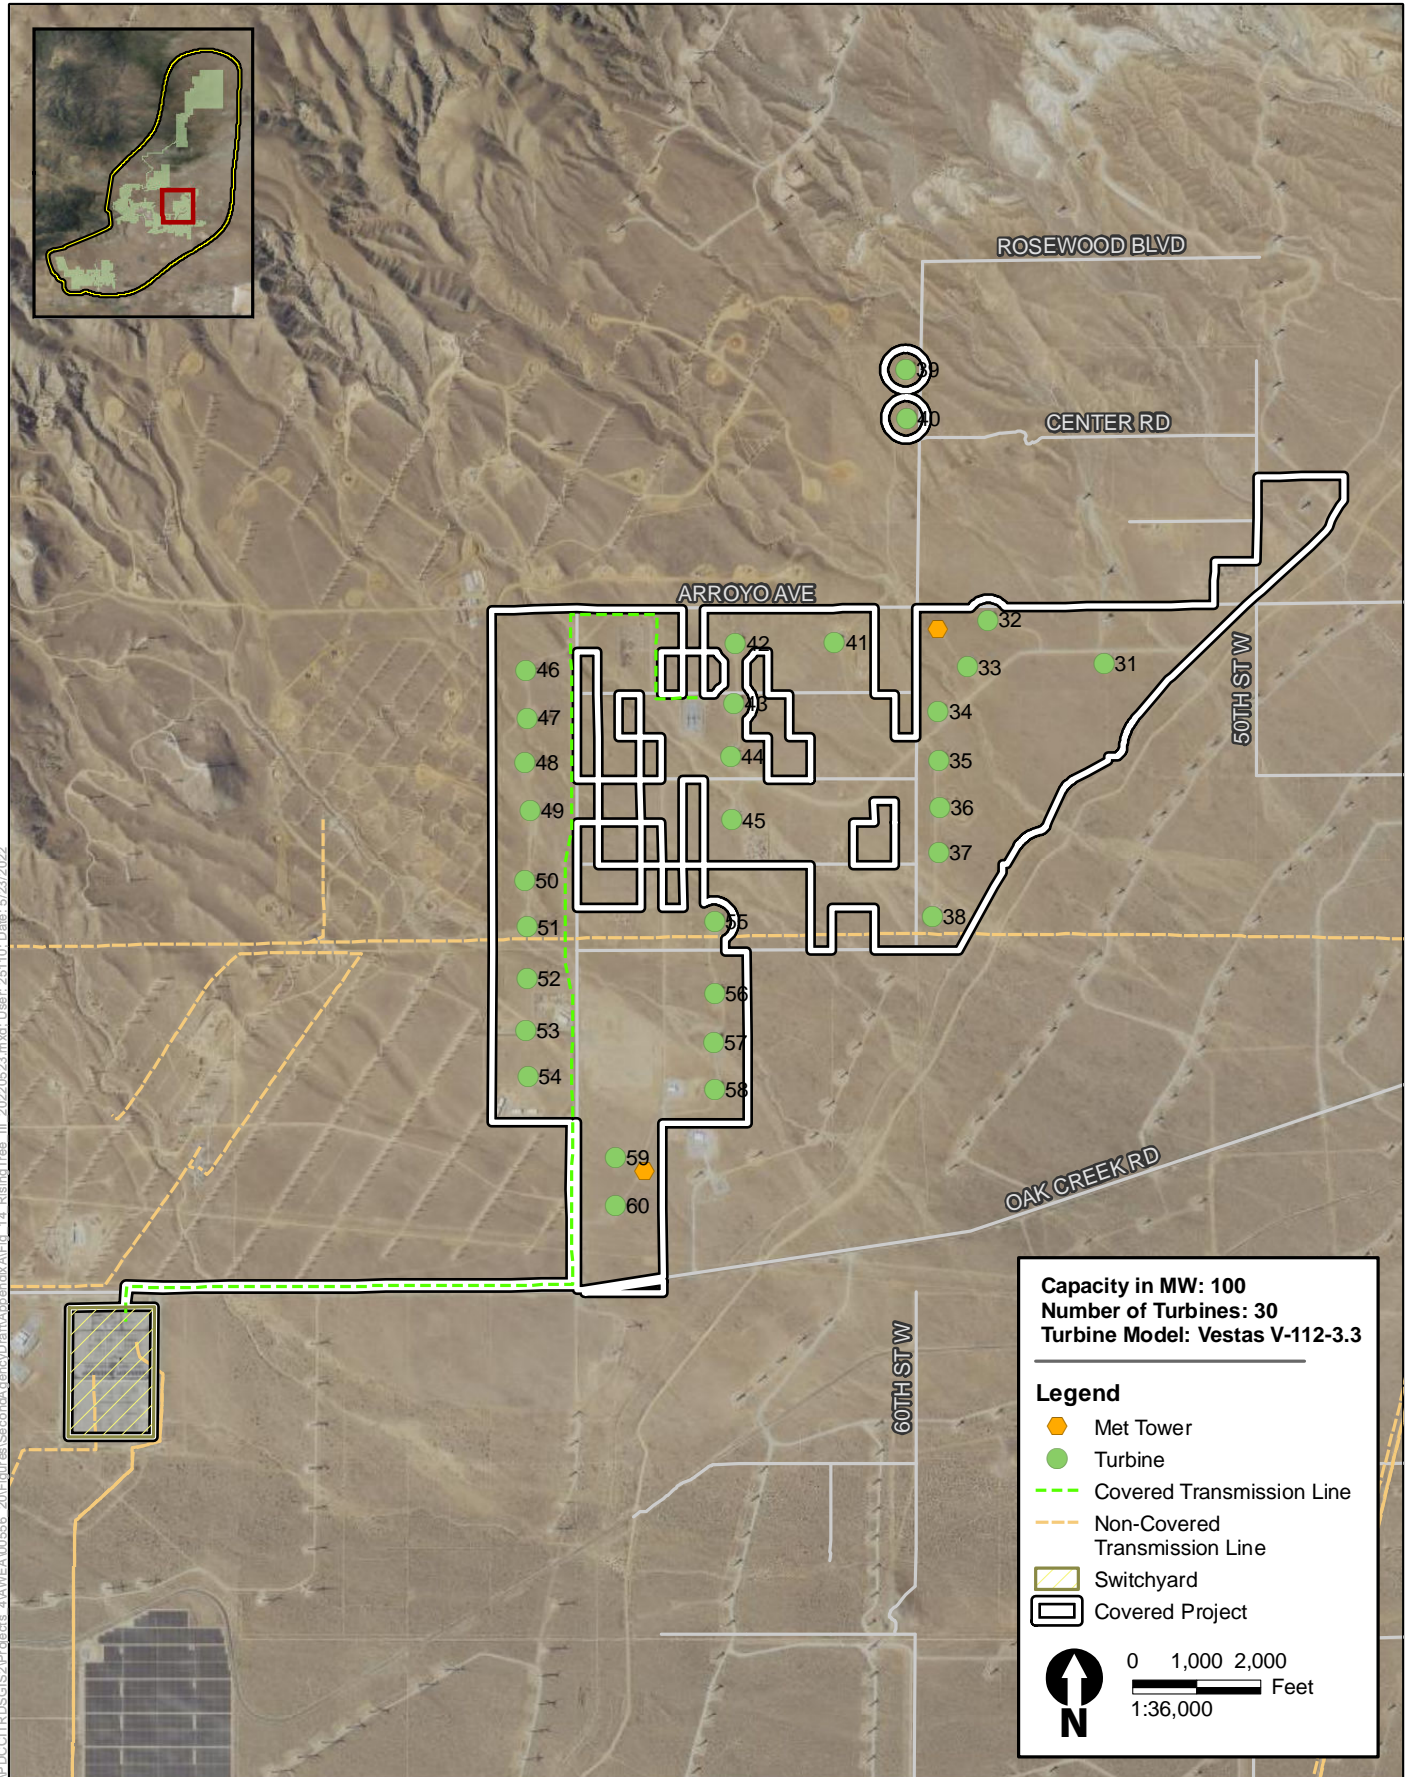 ROSEWOOD BLVD
39
40
CENTER RD
ARROYO AVE
32
42
41
31
33
46
43
34
47
50TH ST W
44
35
48
36
49
45
37
50
38
55
51
52
56
53
57
54
58
59
60
OAK CREEK RD
60TH ST W
Capacity in MW: 100
Number of Turbines: 30
Turbine Model: Vestas V-112-3.3
Legend
Met Tower
Turbine
Covered Transmission Line
Non-Covered
Transmission Line
Switchyard
Covered Project
0 1,000 2,000
Feet
1:36,000
N